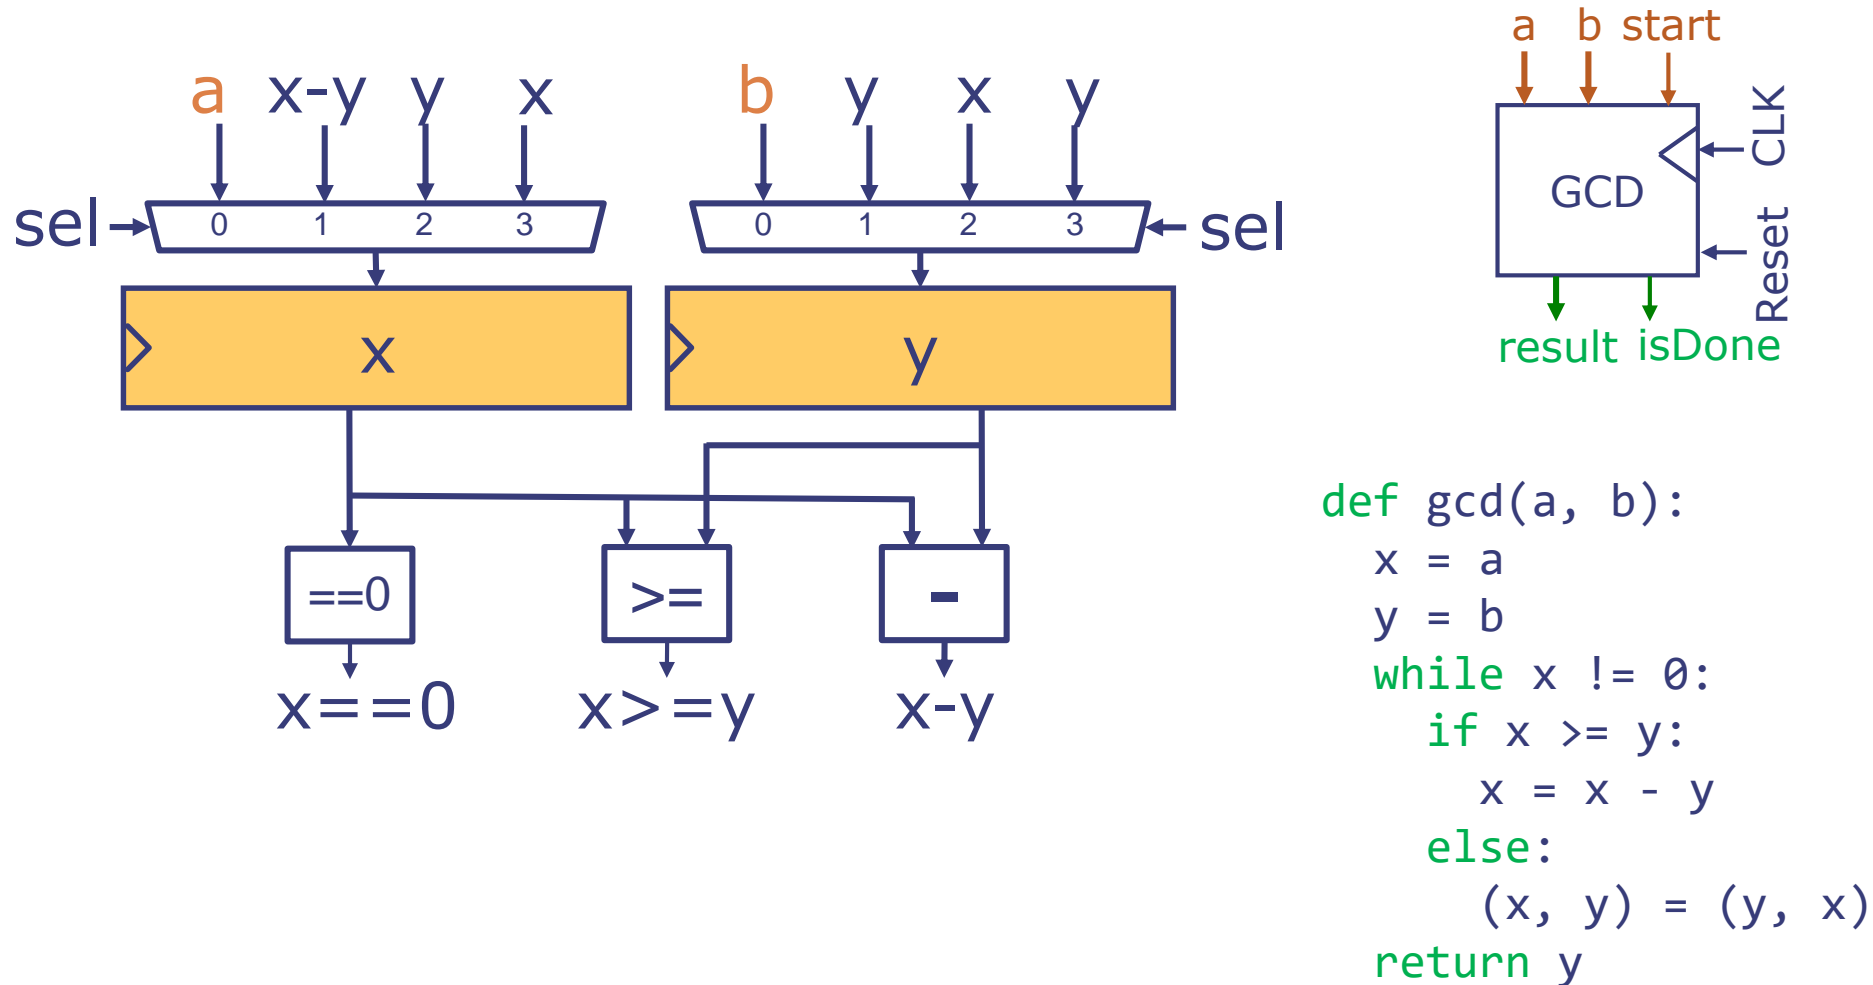 a x-y y x
b y x y
sel 0 1 2 3
0 1 2 3 sel
x
y
==0
>=
-
x==0
x>=y
x-y
a b start
GCD
CLK
Reset
result isDone
def gcd(a, b):
x = a
y = b
while x != 0:
if x >= y:
x = x - y
else:
(x, y) = (y, x)
return y